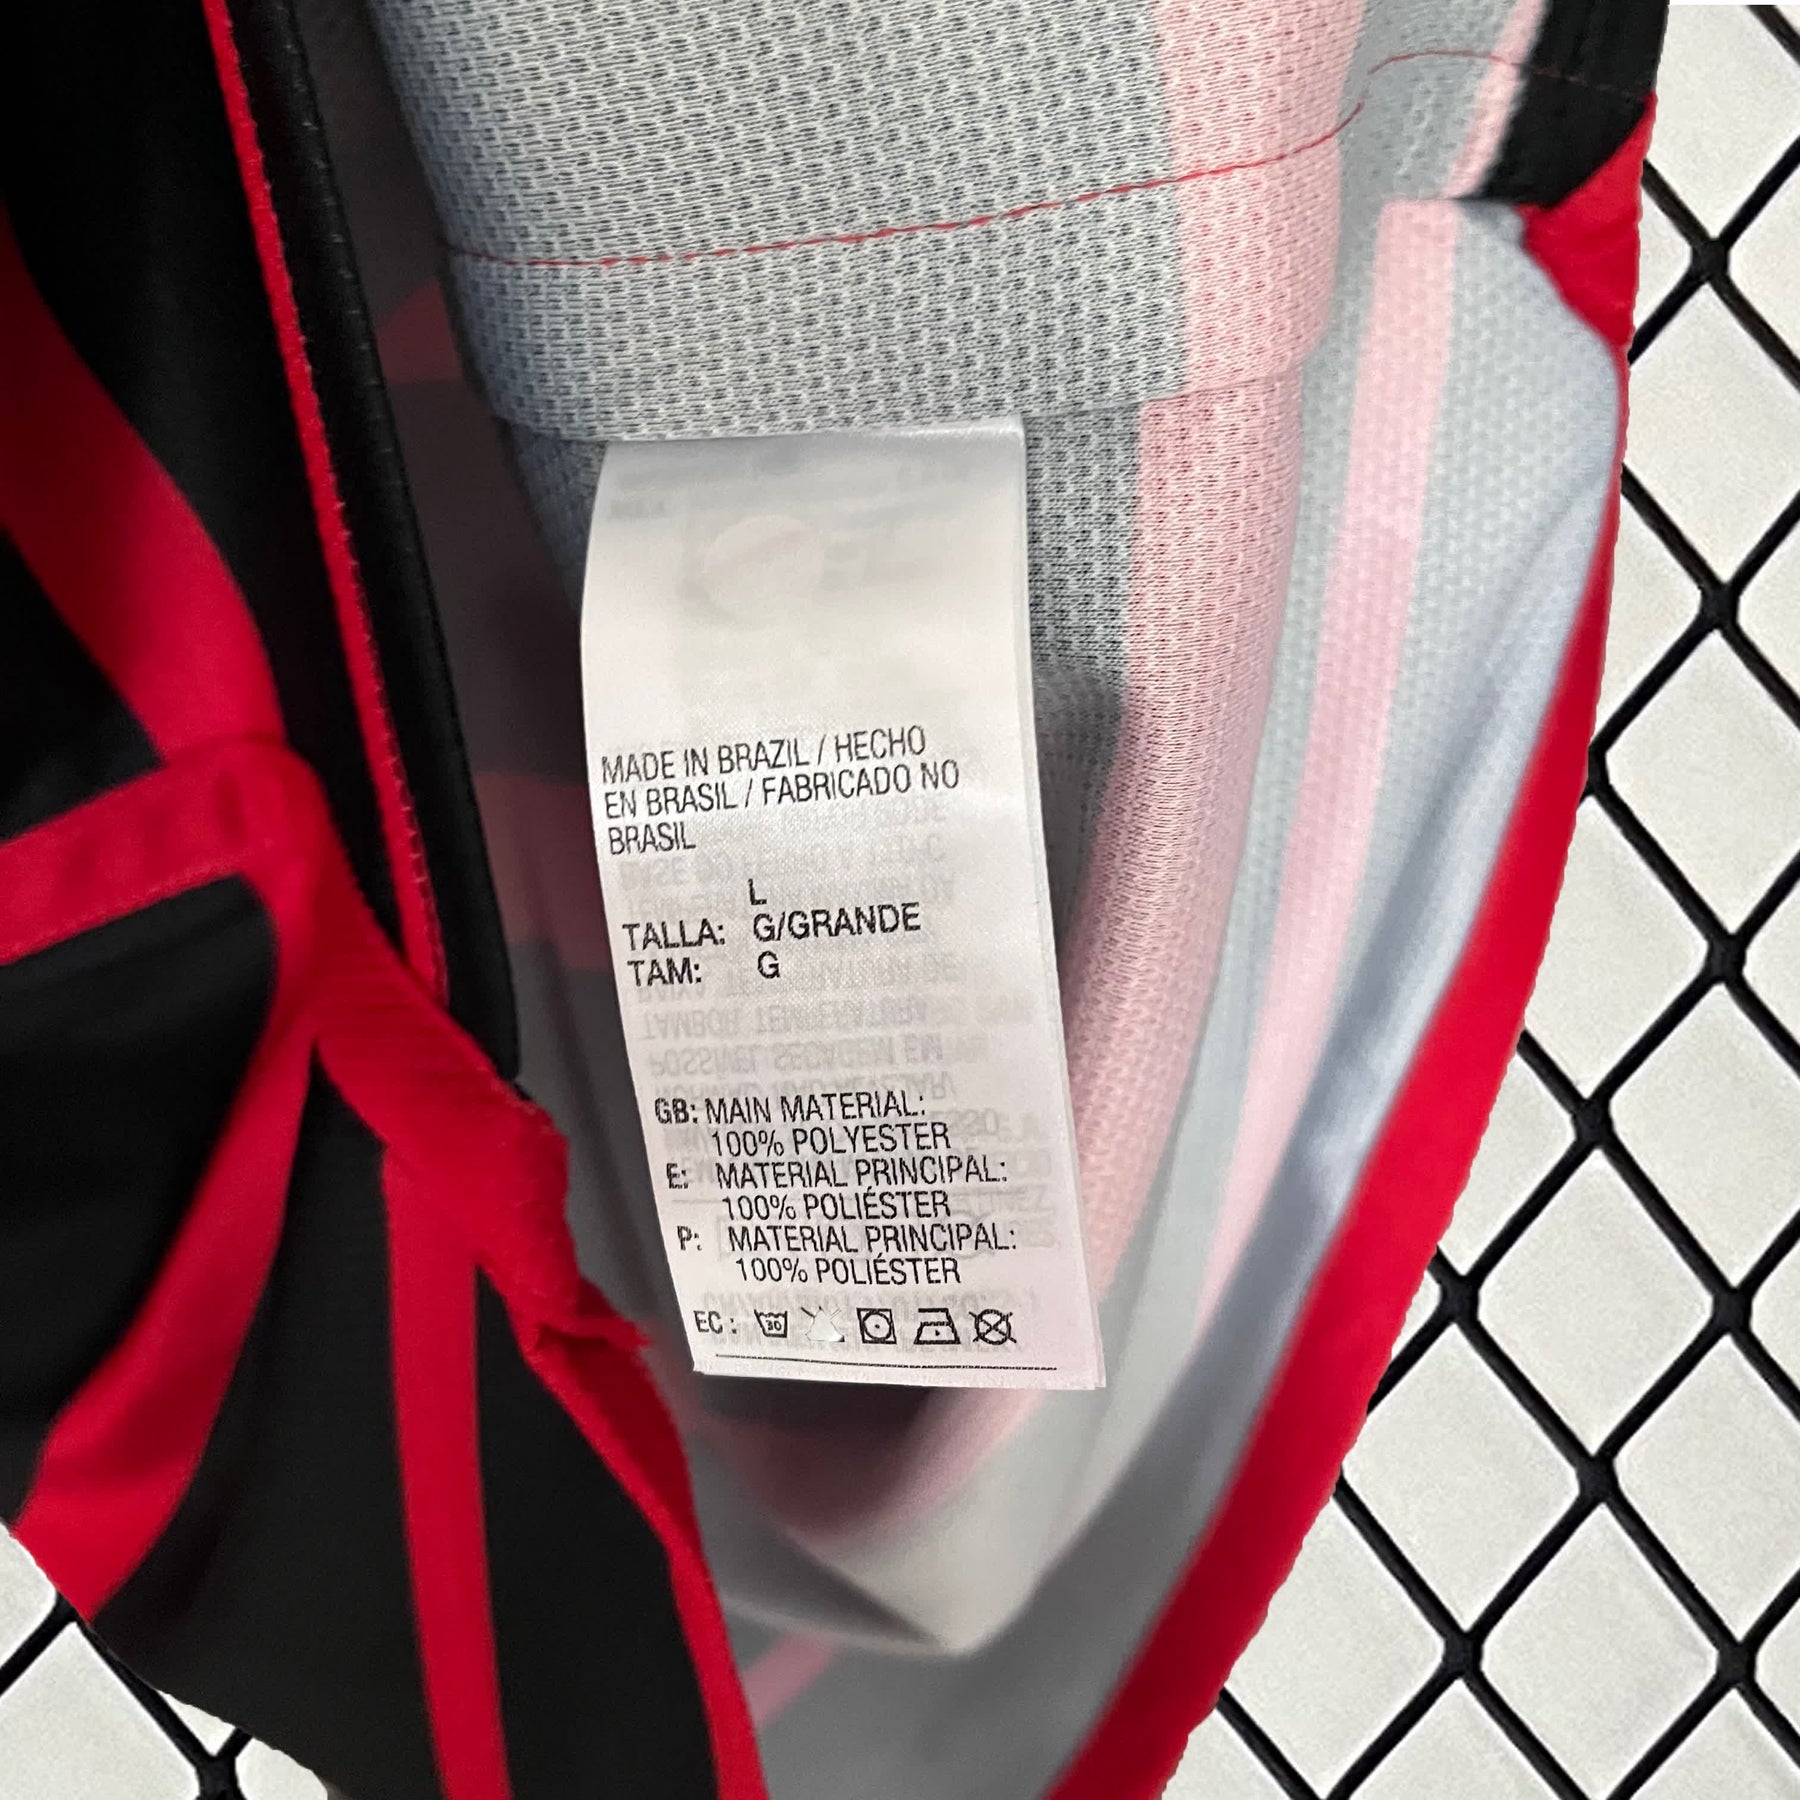 MADE IN BRAZIL / HECHO
EN BRASIL / FABRICADO NO
BRASIL
L
TALLA: G/GRANDE
TAM: G
GB: MAIN MATERIAL:
100% POLYESTER
E: MATERIAL PRINCIPAL:
100% POLIÉSTER
P: MATERIAL PRINCIPAL:
100% POLIÉSTER
EC: 30